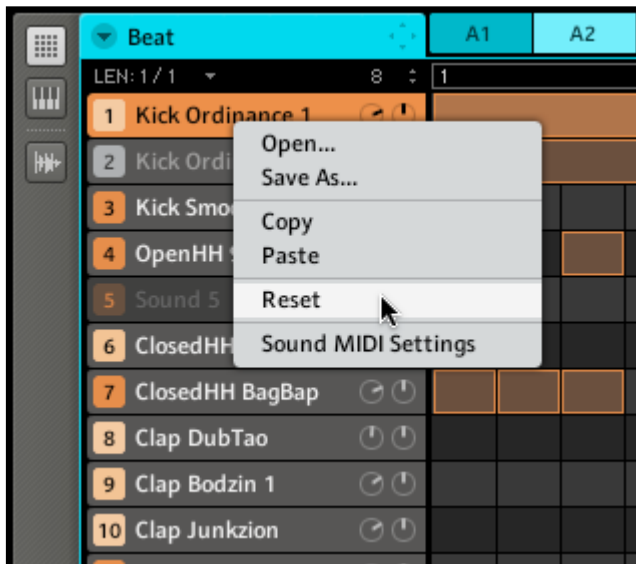 Beat
A1
A2
LEN: 1 / 1
8
1
1 Kick Ordinance 1
2 Kick Ordi
3 Kick Smo
4 OpenHH
5 Sound 5
6 ClosedHH
7 ClosedHH BagBap
8 Clap DubTao
9 Clap Bodzin 1
10 Clap Junkzion
Open...
Save As...
Copy
Paste
Reset
Sound MIDI Settings